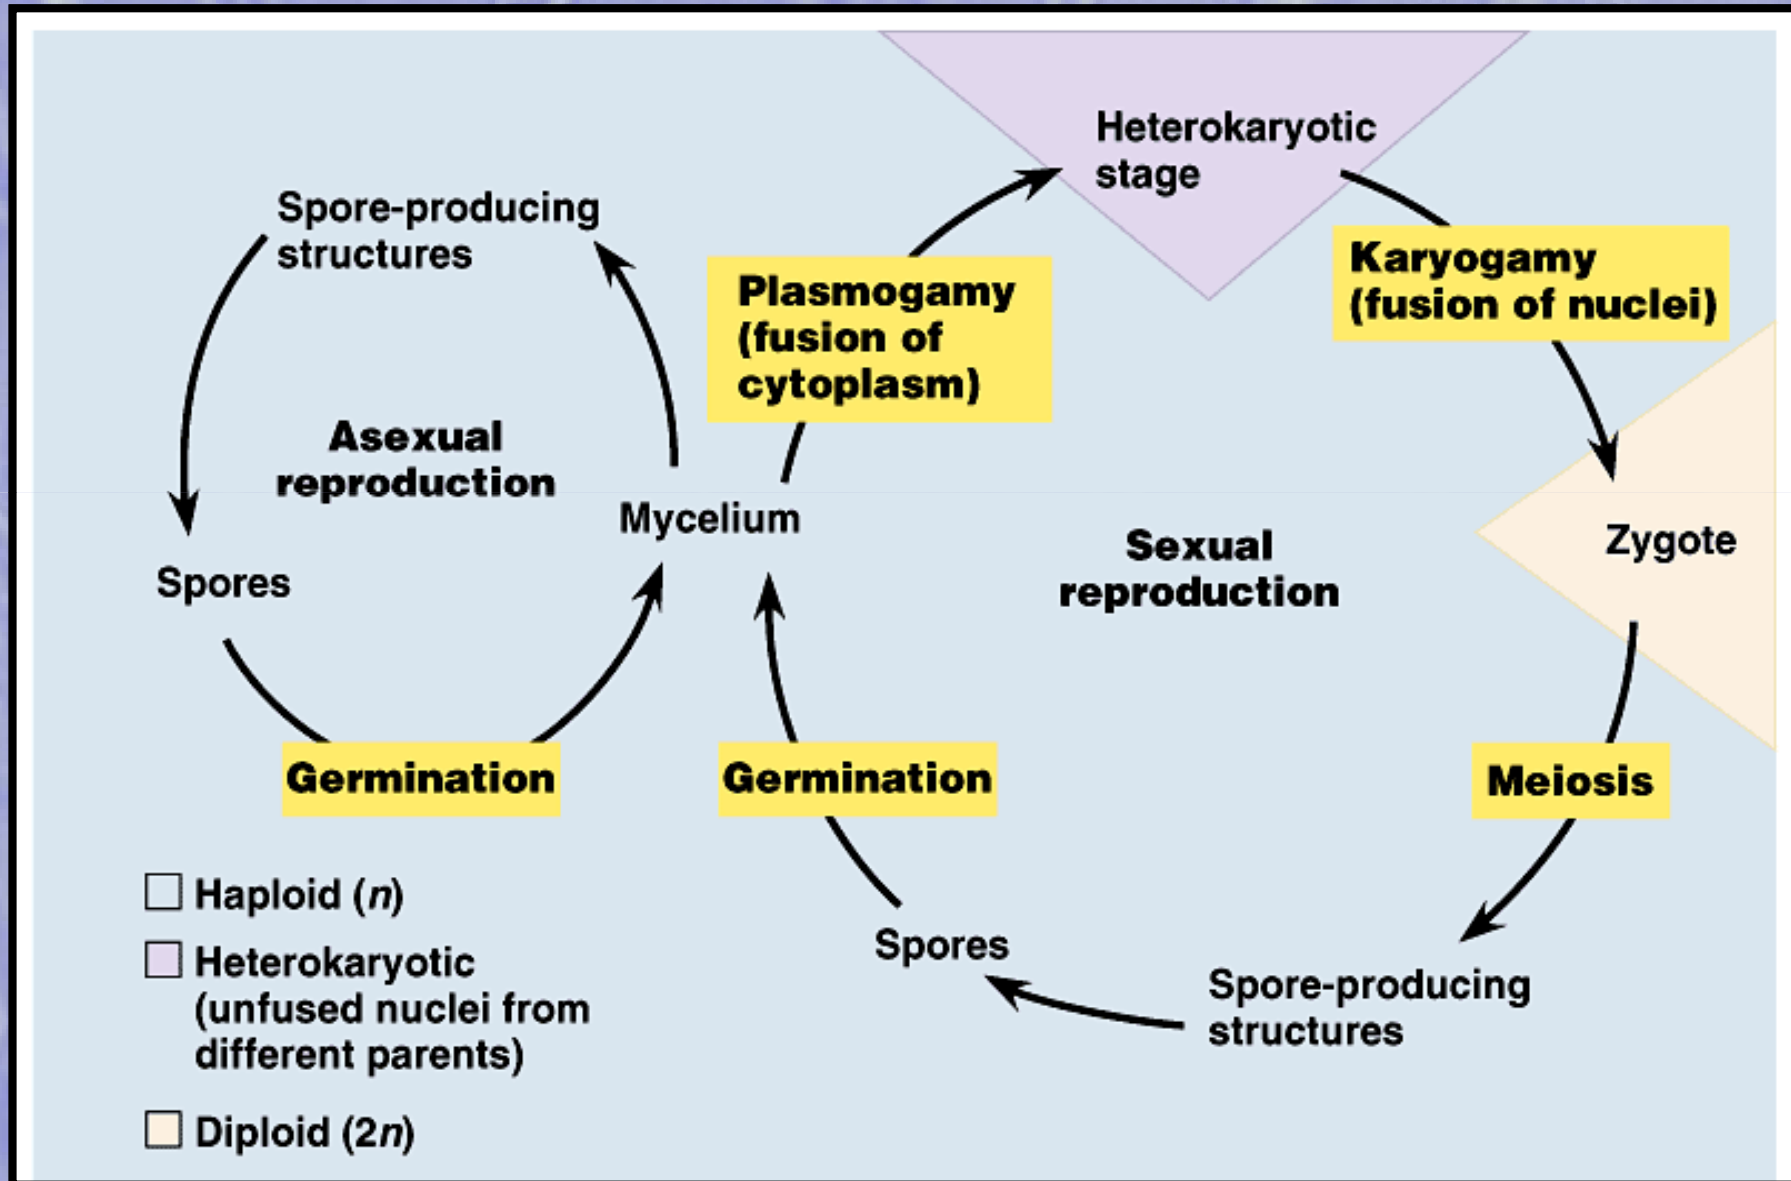 Heterokaryotic
stage
Spore-producing
structures
Karyogamy
(fusion of nuclei)
Plasmogamy
(fusion of
cytoplasm)
Asexual
reproduction
Mycelium
Sexual
reproduction
Zygote
Spores
Germination
Germination
Meiosis
Spores
Spore-producing
structures
Haploid (n)
Heterokaryotic
(unfused nuclei from
different parents)
Diploid (2n)